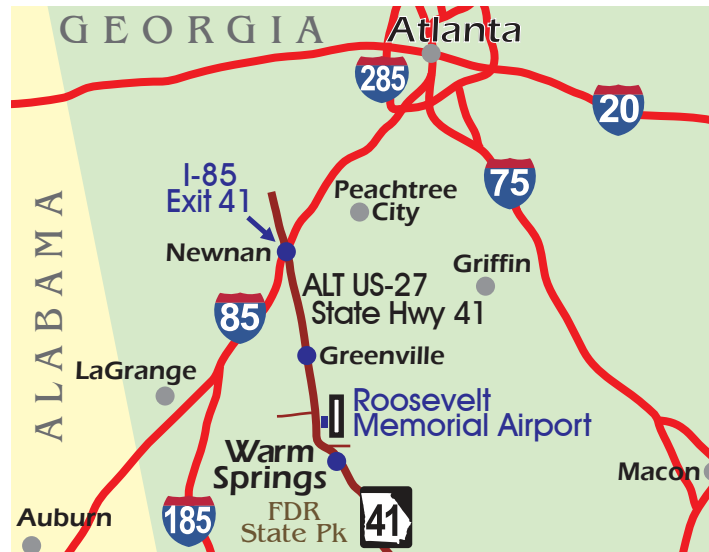 GEORGIA
Atlanta
285
20
75
I-85
Exit 41
Peachtree
City
ALABAMA
Newnan
Griffin
ALT US-27
State Hwy 41
85
Greenville
LaGrange
Roosevelt
Memorial Airport
Warm
Springs
Macon
FDR
State Pk
41
185
Auburn